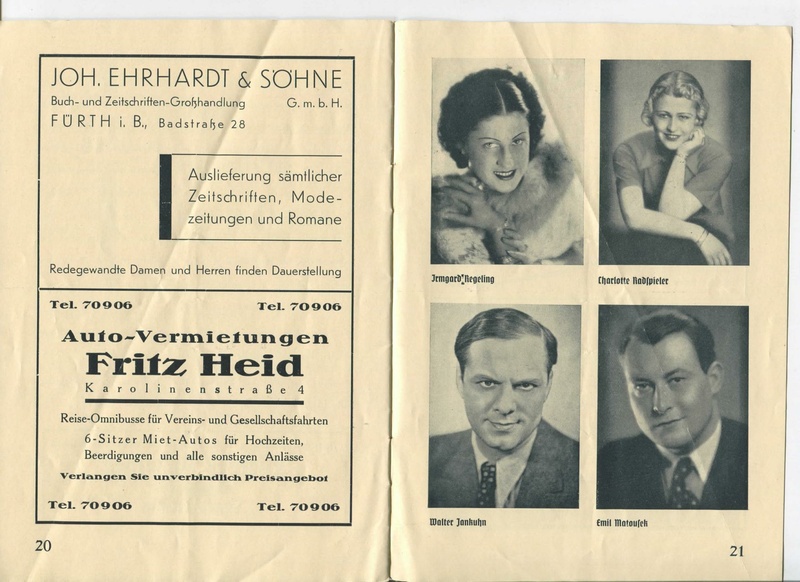 JOH. EHRHARDT & SÖHNE
Buch- und Zeitschriften-Großhandlung G. m. b. H.
FÜRTH i. B., Badstraße 28
Auslieferung sämtlicher
Zeitschriften, Mode-
zeitungen und Romane
Redegewandte Damen und Herren finden Dauerstellung
Tel. 70906 Tel. 70906
Auto-Vermietungen
Fritz Heid
Karolinenstraße 4
Reise-Omnibusse für Vereins- und Gesellschaftsfahrten
6-Sitzer Miet-Autos für Hochzeiten,
Beerdigungen und alle sonstigen Anlässe
Verlangen Sie unverbindlich Preisangebot
Tel. 70906 Tel. 70906
20
Irmgard Regeling
Charlotte Radspieler
Walter Jankuhn
Emil Matousek
21